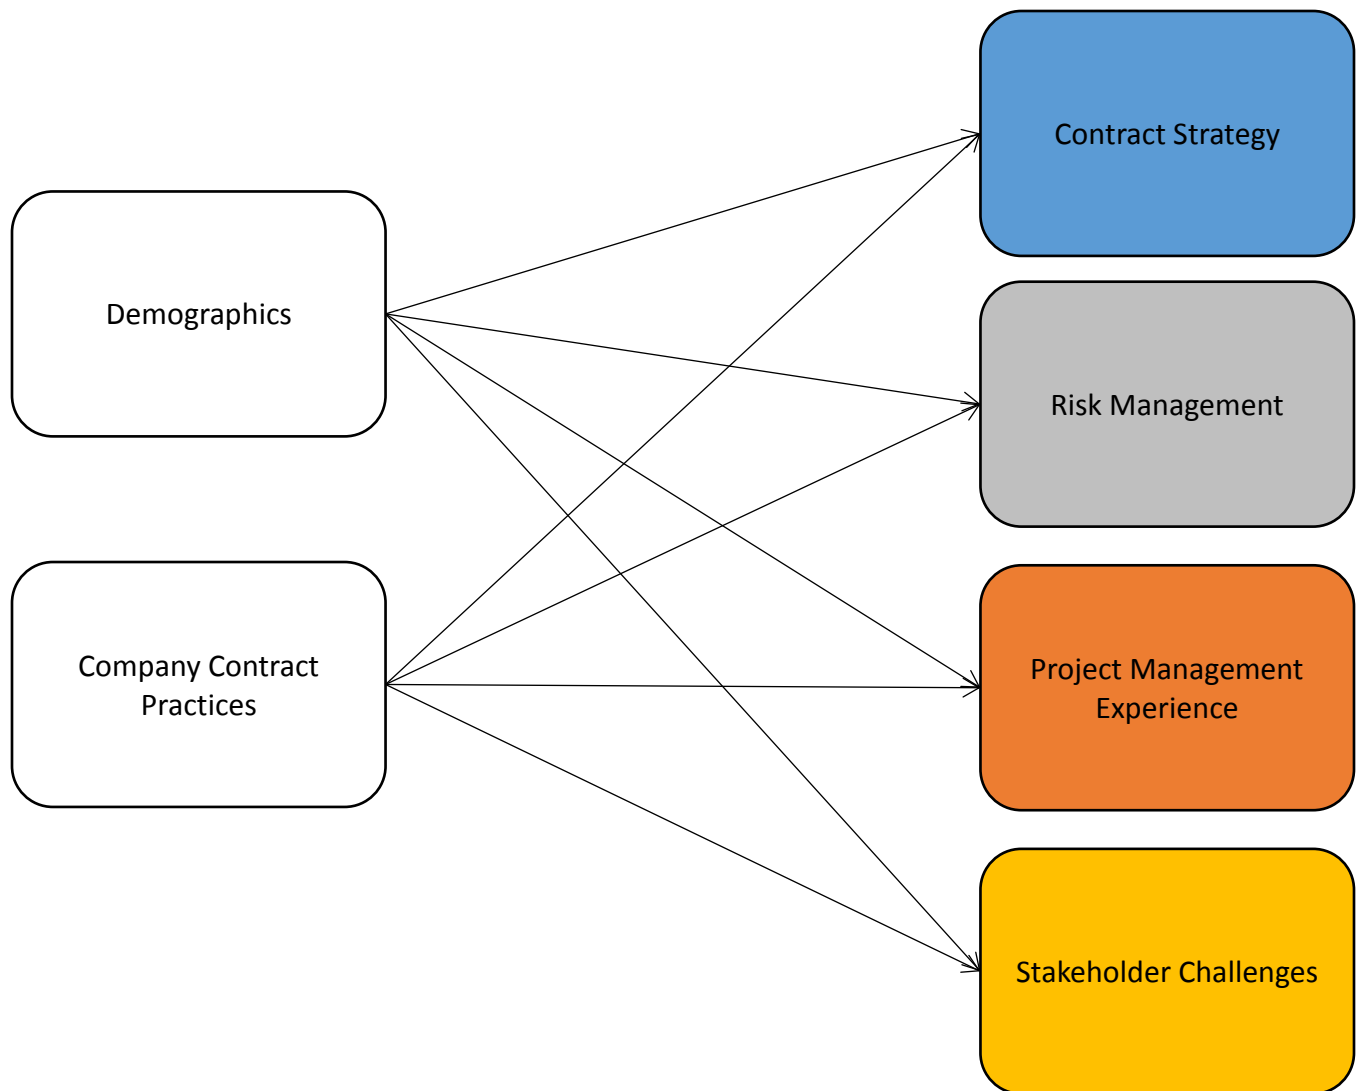 Demographics
Company Contract
Practices
Contract Strategy
Risk Management
Project Management
Experience
Stakeholder Challenges